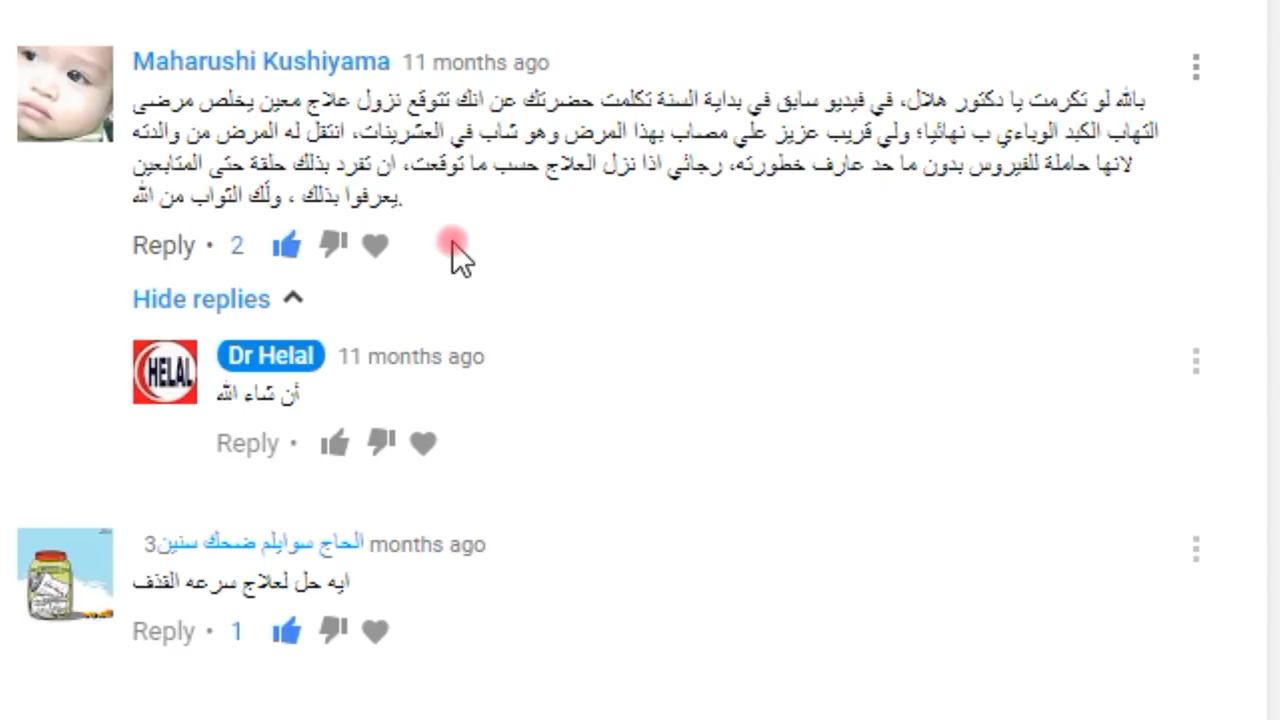 Maharushi Kushiyama 11 months ago
بالله لو تكرمت يا دكتور هلال، في فيديو سابق في بداية السنة تكلمت حضرتك عن انك تتوقع نزول علاج معين يخلص مرضى
التهاب الكبد الوباءي ب نهائيا؛ ولي قريب عزيز علي مصاب بهذا المرض وهو شاب في العشرينات، انتقل له المرض من والدته
لانها حاملة للفيروس بدون ما حد عارف خطورته، رجائي اذا نزل العلاج حسب ما توقعت، ان تفرد بذلك حلقة حتى المتابعين
يعرفوا بذلك ، ولّك الثواب من الله.
Reply • 2
Hide replies
HELAL
Dr Helal 11 months ago
أن شاء الله
Reply •
الحاج سوايلم ضحك سنين3 months ago
ايه حل لعلاج سرعه القذف
Reply • 1